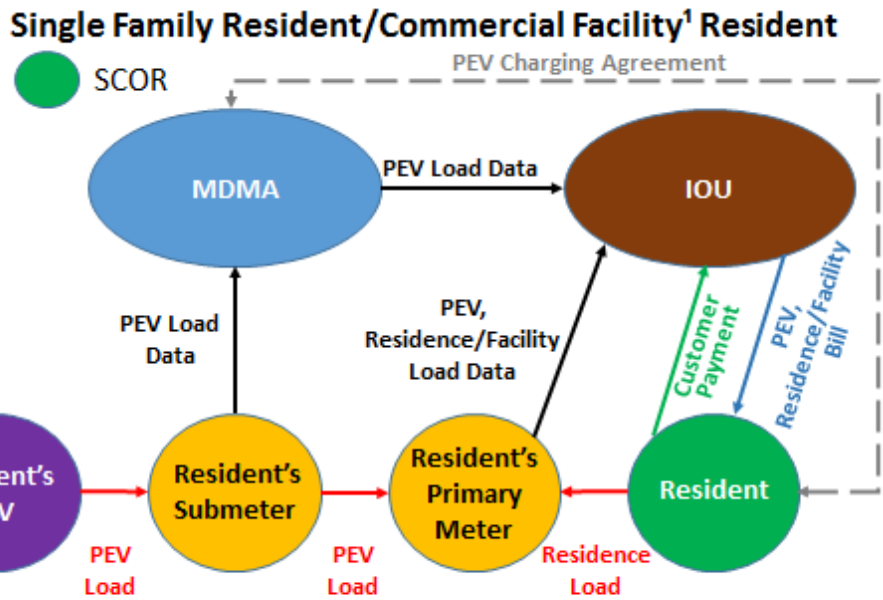 Single Family Resident/Commercial Facility¹ Resident
SCOR
PEV Charging Agreement
MDMA
PEV Load Data
IOU
PEV Load
Data
PEV,
Residence/Facility
Load Data
Customer
Payment
PEV,
Residence/Facility
Bill
ent's
V
Resident's
Submeter
Resident's
Primary
Meter
Resident
PEV
Load
PEV
Load
Residence
Load